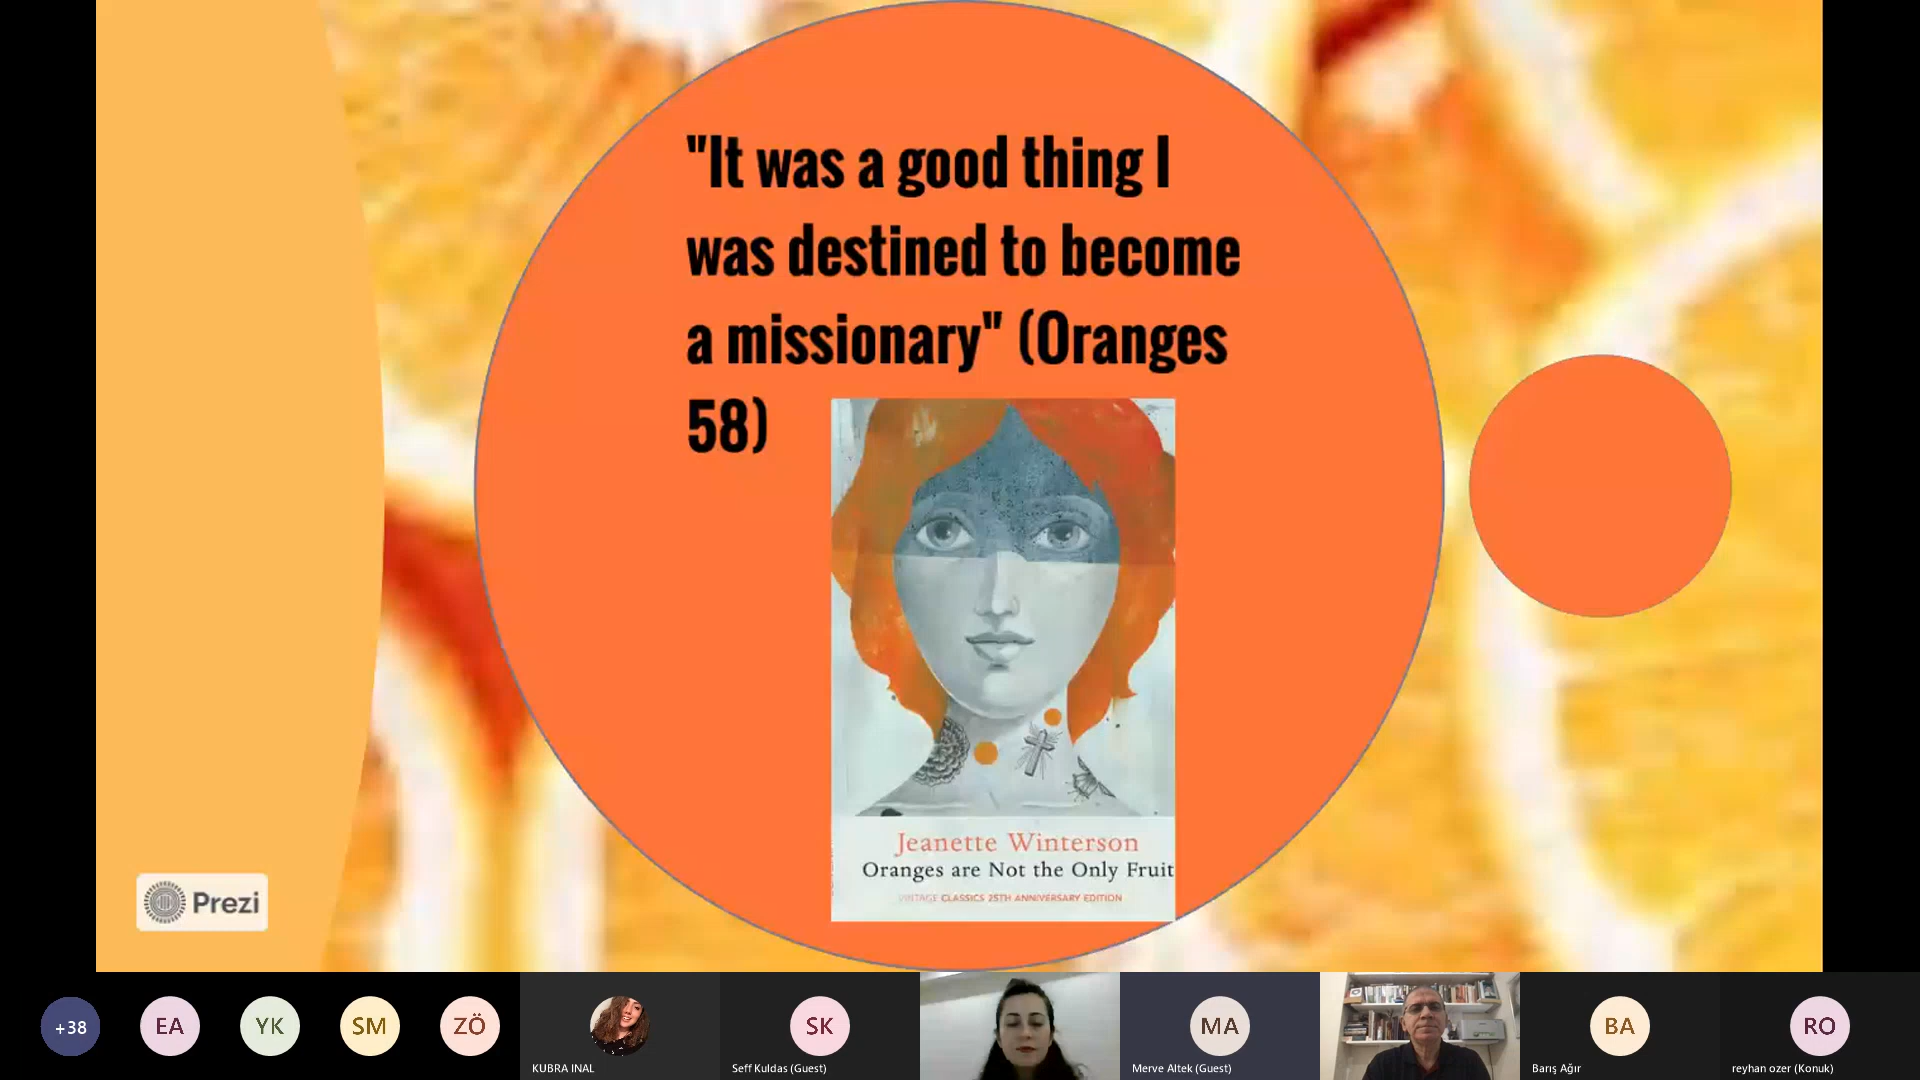 "It was a good thing I
was destined to become
a missionary" (Oranges
58)
Jeanette Winterson
Oranges are Not the Only Fruit
VINTAGE CLASSICS 25TH ANNIVERSARY EDITION
Prezi
+38
EA
YK
SM
ZÖ
KUBRA INAL
SK
Seff Kuldas (Guest)
MA
Merve Altek (Guest)
BA
Barış Ağır
RO
reyhan ozer (Konuk)